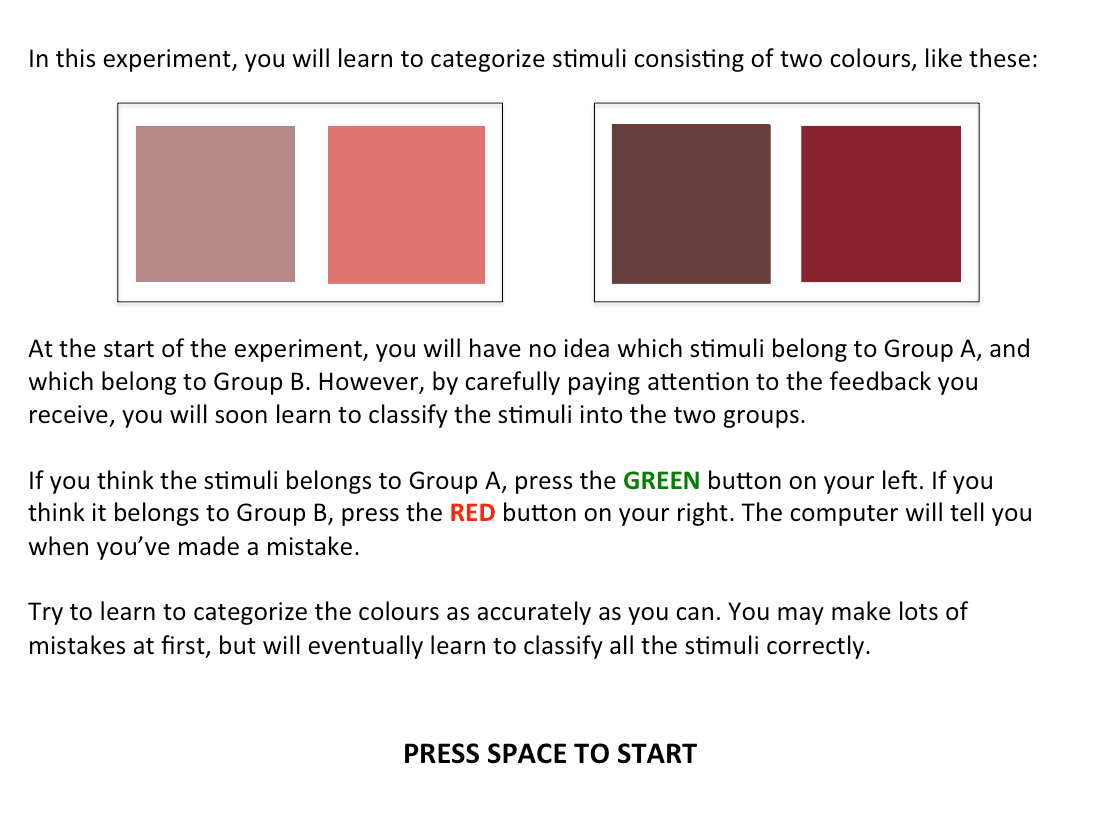 In this experiment, you will learn to categorize stimuli consisting of two colours, like these:
At the start of the experiment, you will have no idea which stimuli belong to Group A, and
which belong to Group B. However, by carefully paying attention to the feedback you
receive, you will soon learn to classify the stimuli into the two groups.
If you think the stimuli belongs to Group A, press the GREEN button on your left. If you
think it belongs to Group B, press the RED button on your right. The computer will tell you
when you’ve made a mistake.
Try to learn to categorize the colours as accurately as you can. You may make lots of
mistakes at first, but will eventually learn to classify all the stimuli correctly.
PRESS SPACE TO START